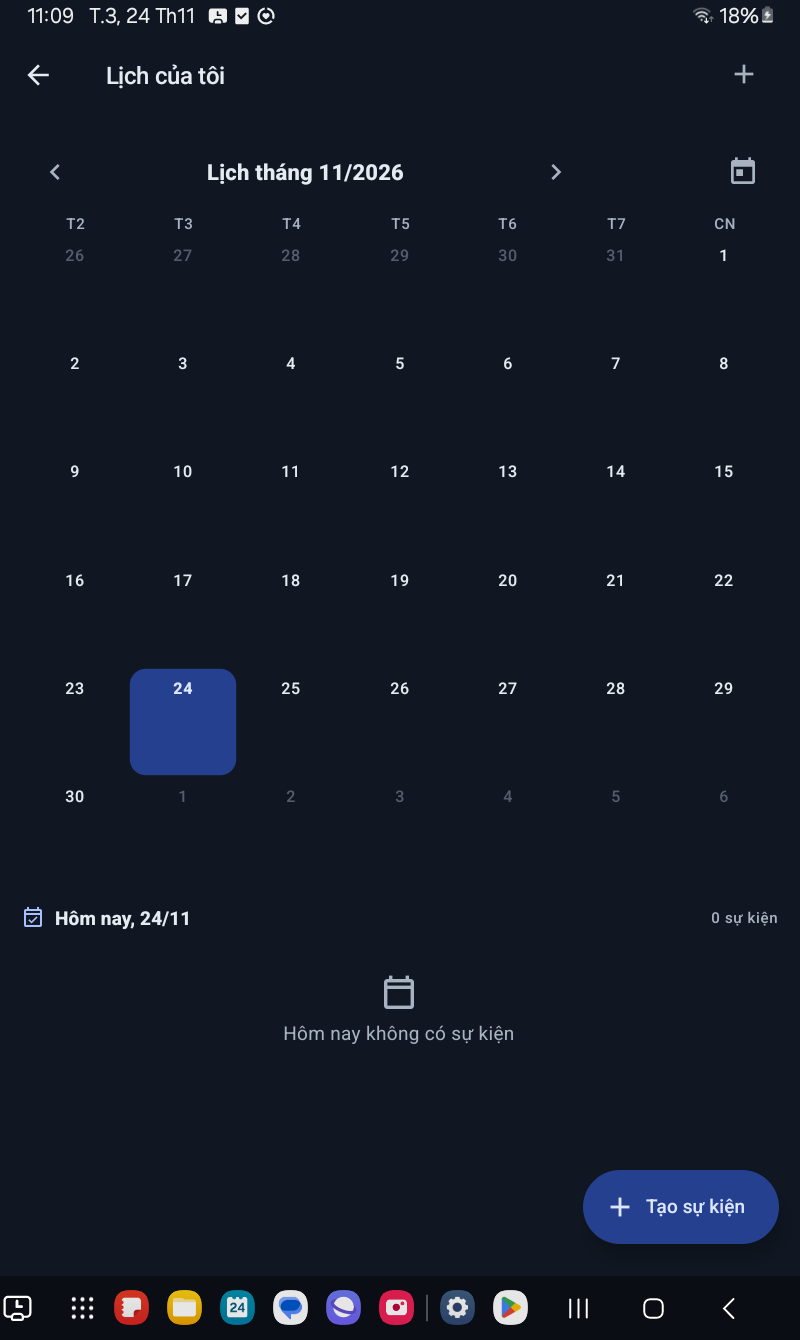 11:09 T.3, 24 Th11 18%
Lịch của tôi
Lịch tháng 11/2026
T2 T3 T4 T5 T6 T7 CN
26 27 28 29 30 31 1
2 3 4 5 6 7 8
9 10 11 12 13 14 15
16 17 18 19 20 21 22
23 24 25 26 27 28 29
30 1 2 3 4 5 6
Hôm nay, 24/11 0 sự kiện
Hôm nay không có sự kiện
Tạo sự kiện
24